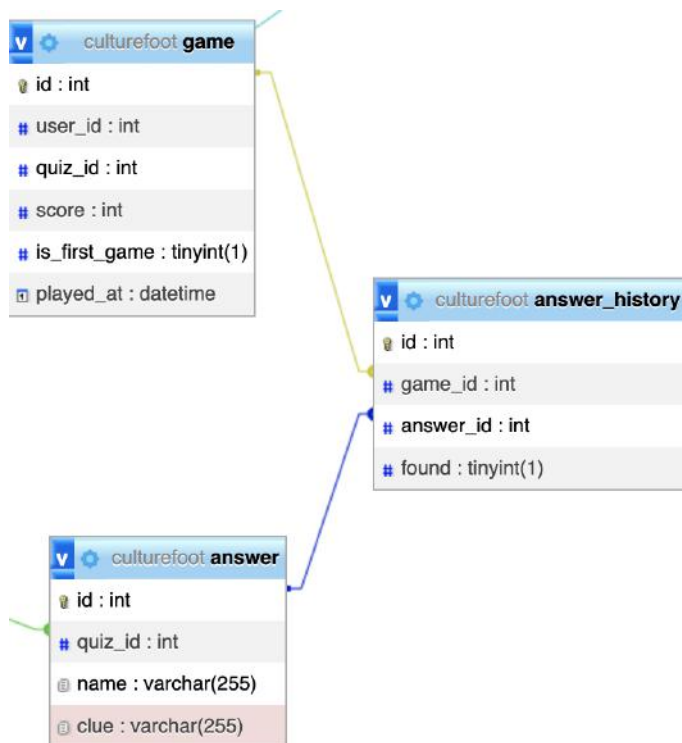 v culturefoot game
id : int
# user_id : int
# quiz_id : int
# score : int
# is_first_game : tinyint(1)
played_at : datetime
v culturefoot answer_history
id : int
# game_id : int
# answer_id : int
# found : tinyint(1)
v culturefoot answer
id : int
# quiz_id : int
name : varchar(255)
clue : varchar(255)